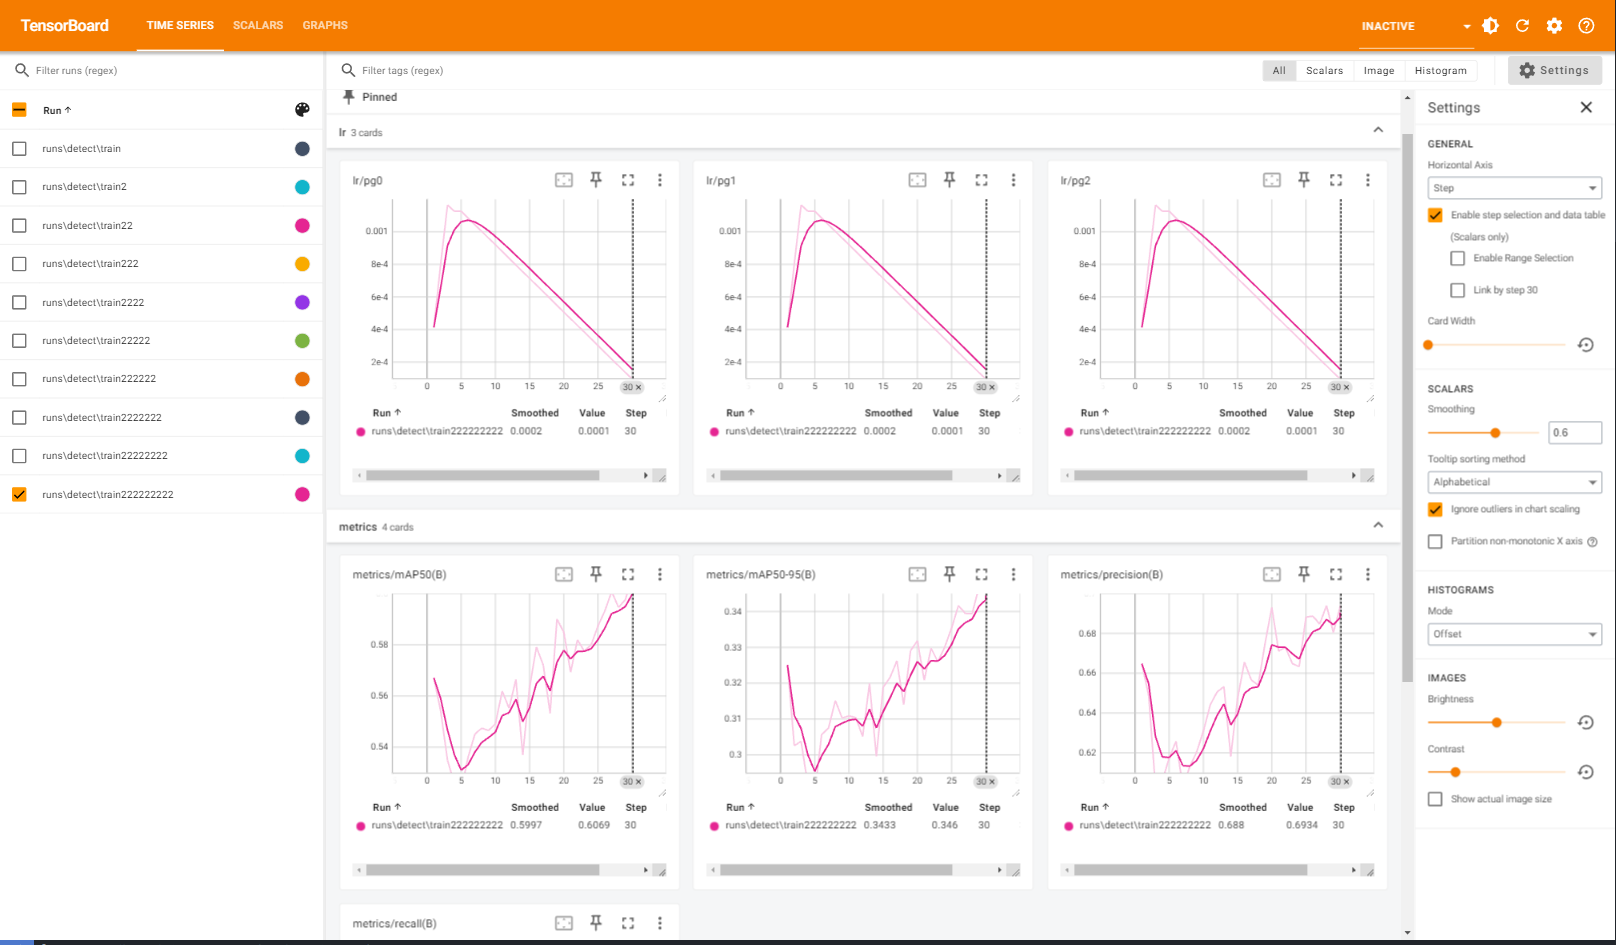 TensorBoard TIME SERIES SCALARS GRAPHS INACTIVE
Filter runs (regex)
Run ↑
runs\detect\train
runs\detect\train2
runs\detect\train22
runs\detect\train222
runs\detect\train2222
runs\detect\train22222
runs\detect\train222222
runs\detect\train2222222
runs\detect\train22222222
runs\detect\train222222222
Filter tags (regex)
All Scalars Image Histogram
Settings
Pinned
lr 3 cards
lr/pg0
0.001
8e-4
6e-4
4e-4
2e-4
0 5 10 15 20 25 30 ×
Run ↑ Smoothed Value Step
runs\detect\train222222222 0.0002 0.0001 30
lr/pg1
0.001
8e-4
6e-4
4e-4
2e-4
0 5 10 15 20 25 30 ×
Run ↑ Smoothed Value Step
runs\detect\train222222222 0.0002 0.0001 30
lr/pg2
0.001
8e-4
6e-4
4e-4
2e-4
0 5 10 15 20 25 30 ×
Run ↑ Smoothed Value Step
runs\detect\train222222222 0.0002 0.0001 30
metrics 4 cards
metrics/mAP50(B)
0.58
0.56
0.54
0 5 10 15 20 25 30 ×
Run ↑ Smoothed Value Step
runs\detect\train222222222 0.5997 0.6069 30
metrics/mAP50-95(B)
0.34
0.33
0.32
0.31
0.3
0 5 10 15 20 25 30 ×
Run ↑ Smoothed Value Step
runs\detect\train222222222 0.3433 0.346 30
metrics/precision(B)
0.68
0.66
0.64
0.62
0 5 10 15 20 25 30 ×
Run ↑ Smoothed Value Step
runs\detect\train222222222 0.688 0.6934 30
metrics/recall(B)
Settings
GENERAL
Horizontal Axis
Step
Enable step selection and data table
(Scalars only)
Enable Range Selection
Link by step 30
Card Width
SCALARS
Smoothing
0.6
Tooltip sorting method
Alphabetical
Ignore outliers in chart scaling
Partition non-monotonic X axis
HISTOGRAMS
Mode
Offset
IMAGES
Brightness
Contrast
Show actual image size